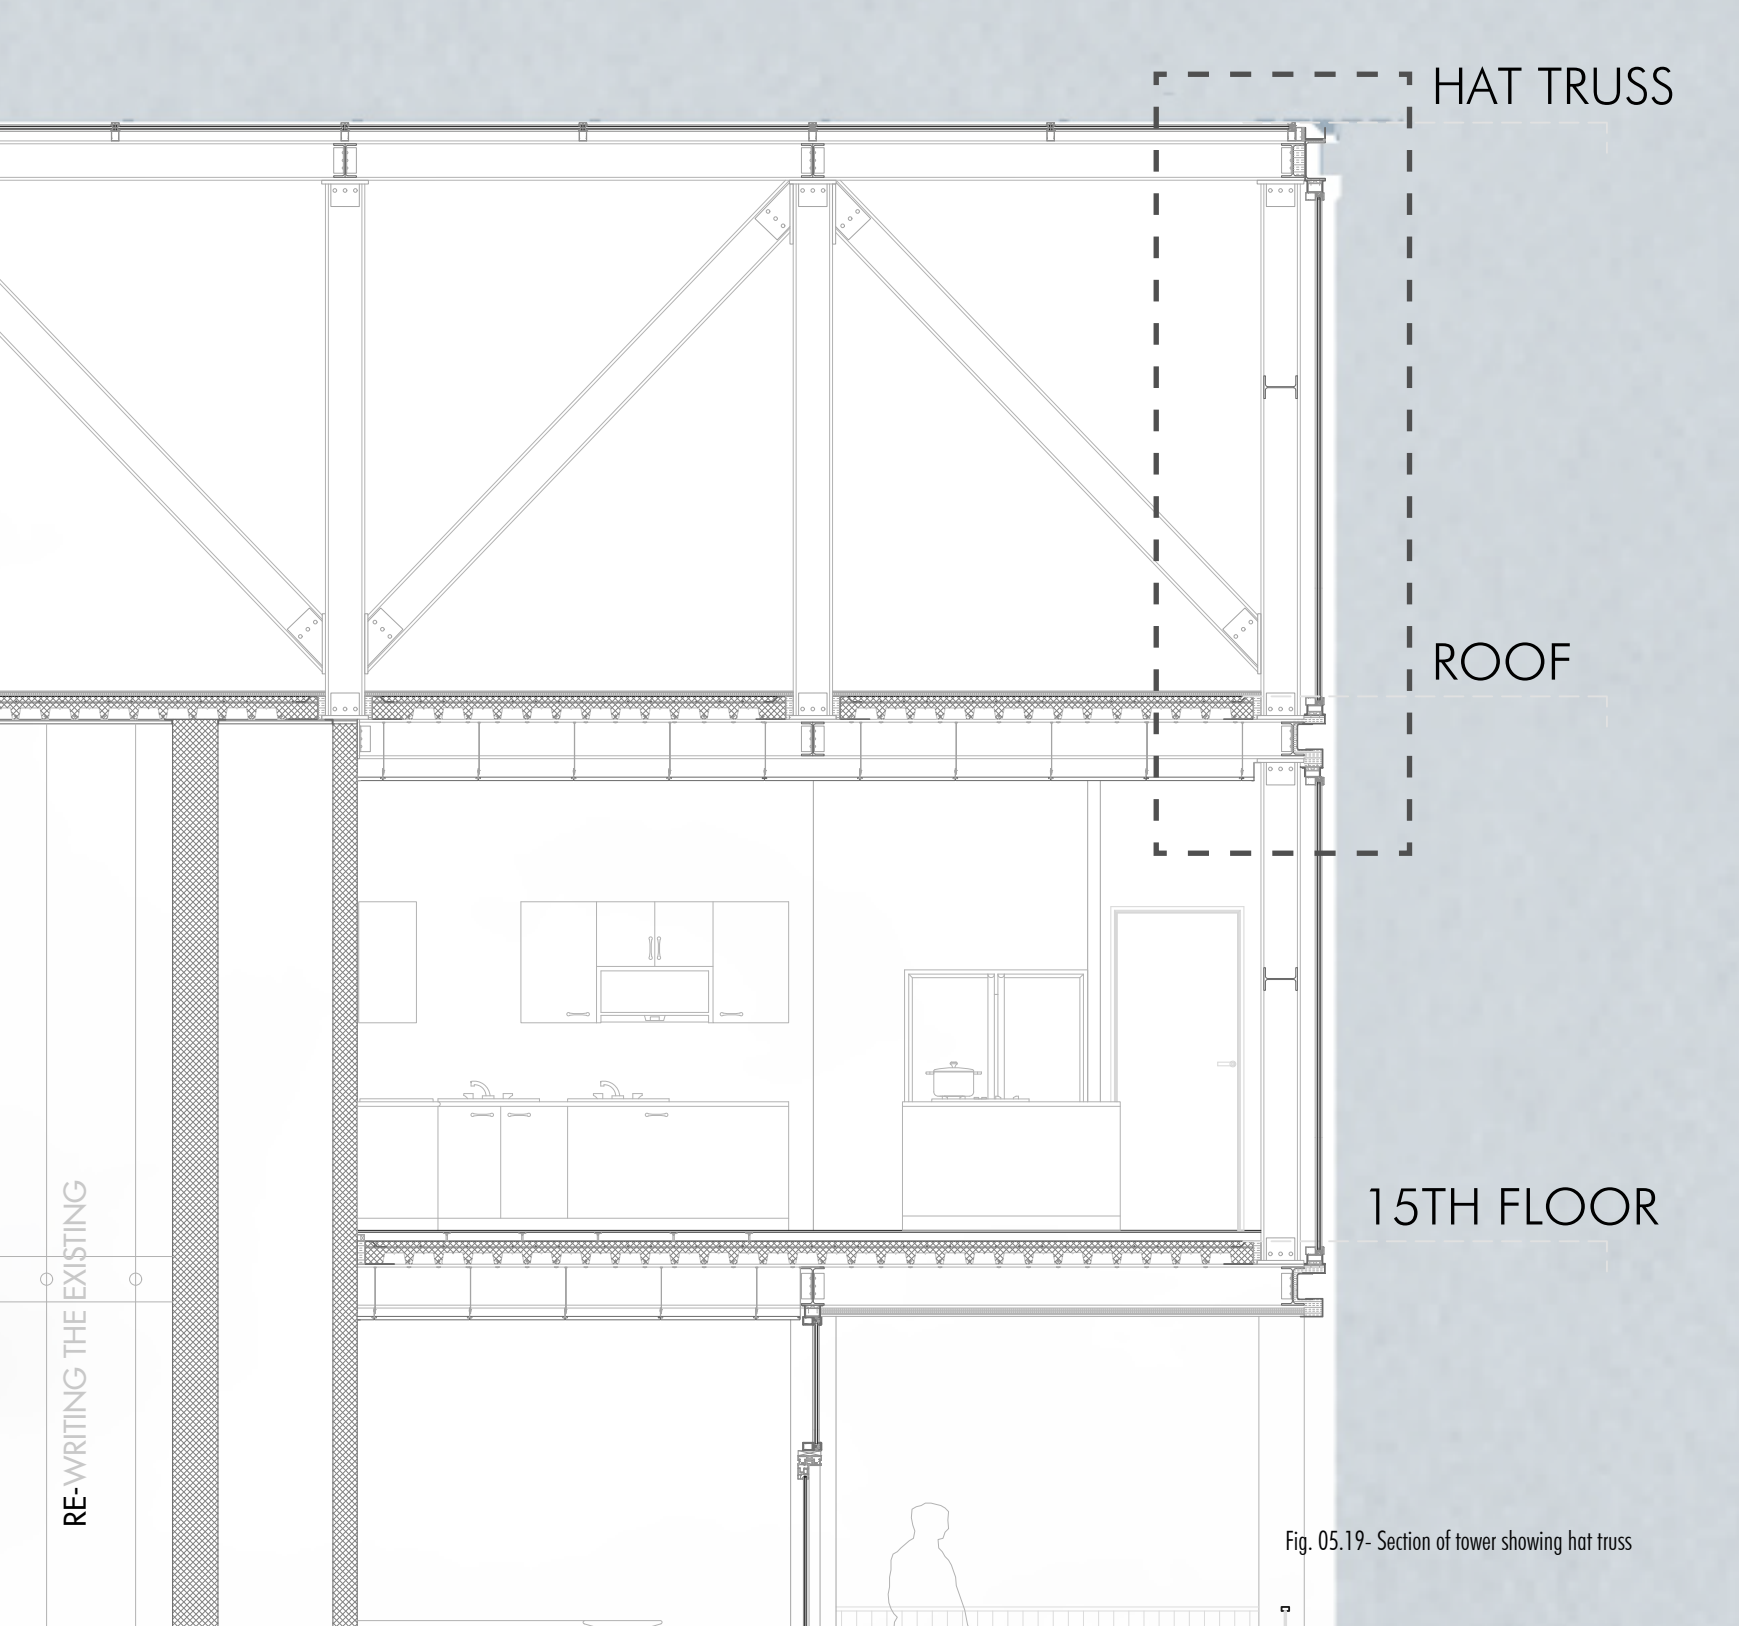 HAT TRUSS
ROOF
15TH FLOOR
RE-WRITING THE EXISTING
Fig. 05.19- Section of tower showing hat truss